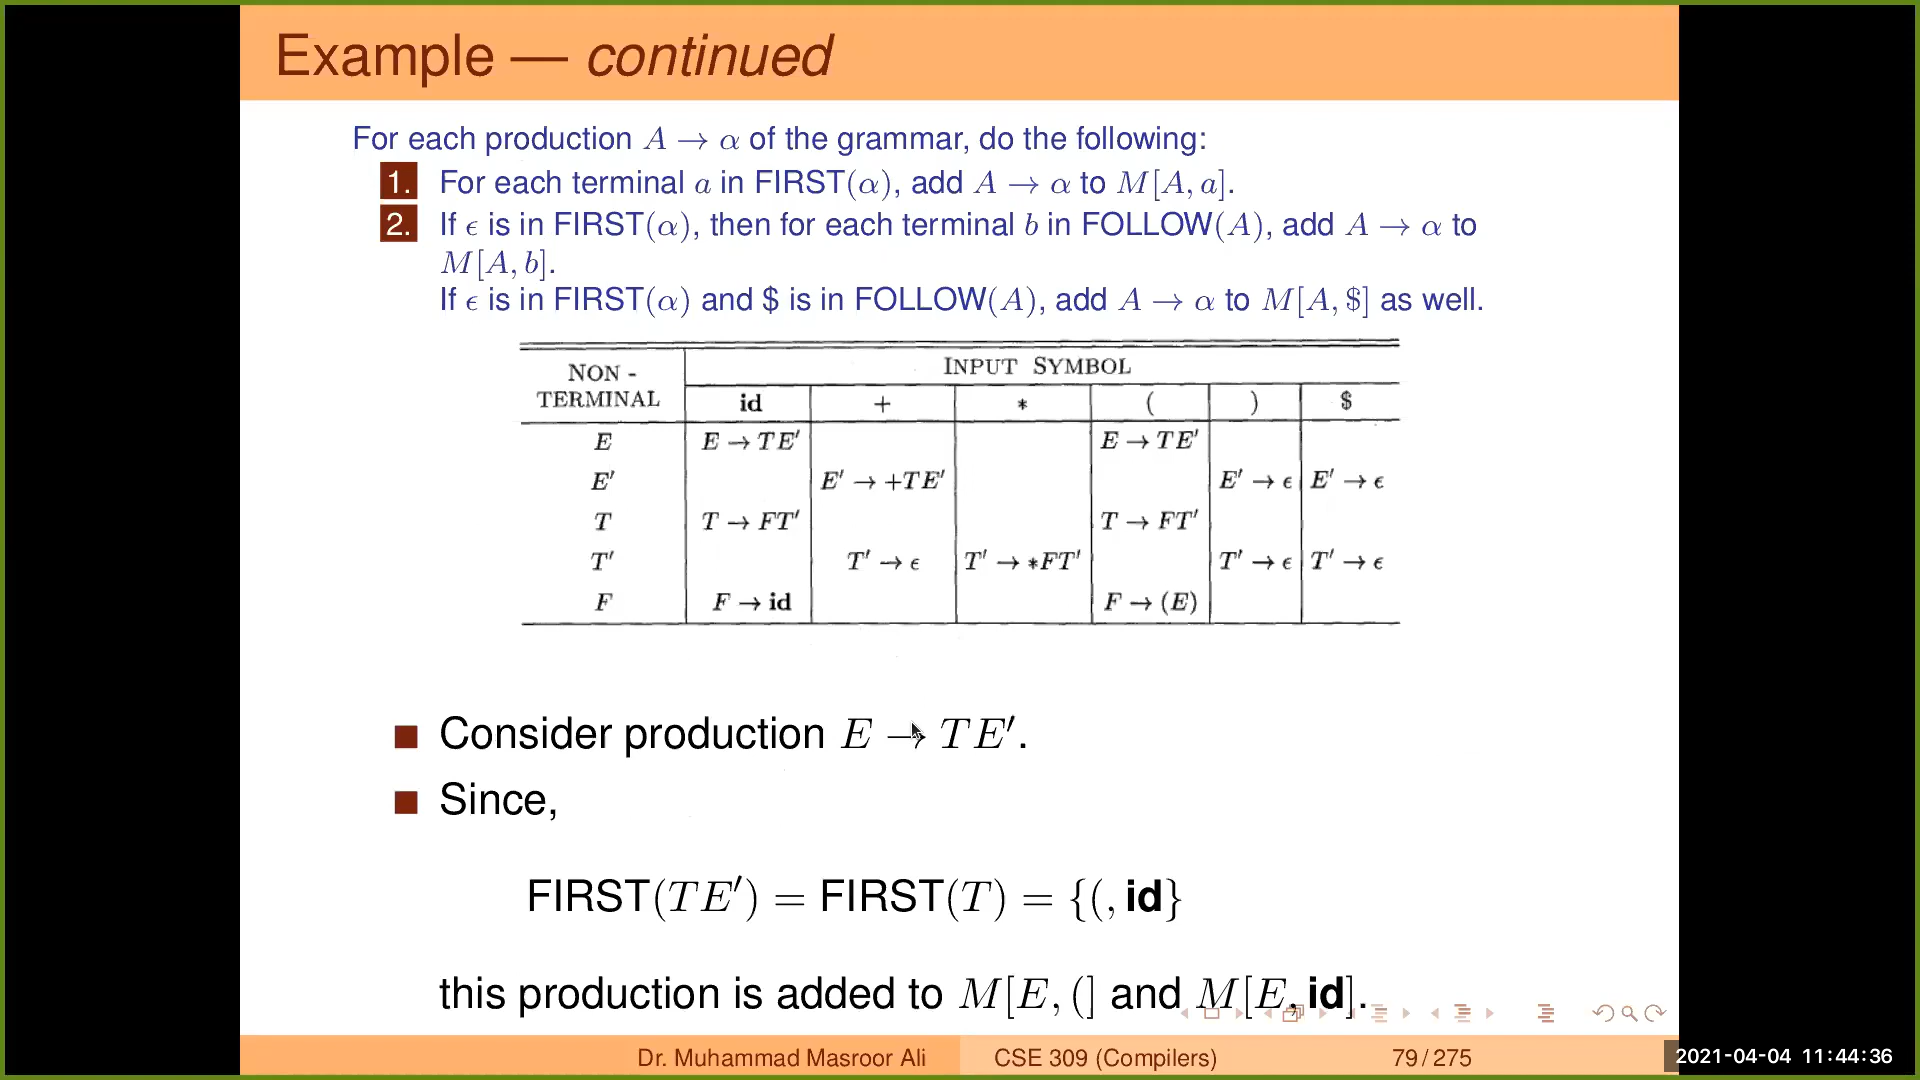 Example — continued
For each production A → α of the grammar, do the following:
1. For each terminal a in FIRST(α), add A → α to M[A, a].
2. If ϵ is in FIRST(α), then for each terminal b in FOLLOW(A), add A → α to
M[A, b].
If ϵ is in FIRST(α) and $ is in FOLLOW(A), add A → α to M[A, $] as well.
NON - INPUT SYMBOL
TERMINAL id + * ( ) $
E E → TE′ E → TE′
E′ E′ → +TE′ E′ → ϵ E′ → ϵ
T T → FT′ T → FT′
T′ T′ → ϵ T′ → *FT′ T′ → ϵ T′ → ϵ
F F → id F → (E)
Consider production E → TE′.
Since,
FIRST(TE′) = FIRST(T) = {(, id}
this production is added to M[E, (] and M[E, id].
Dr. Muhammad Masroor Ali CSE 309 (Compilers) 79 / 275
2021-04-04 11:44:36